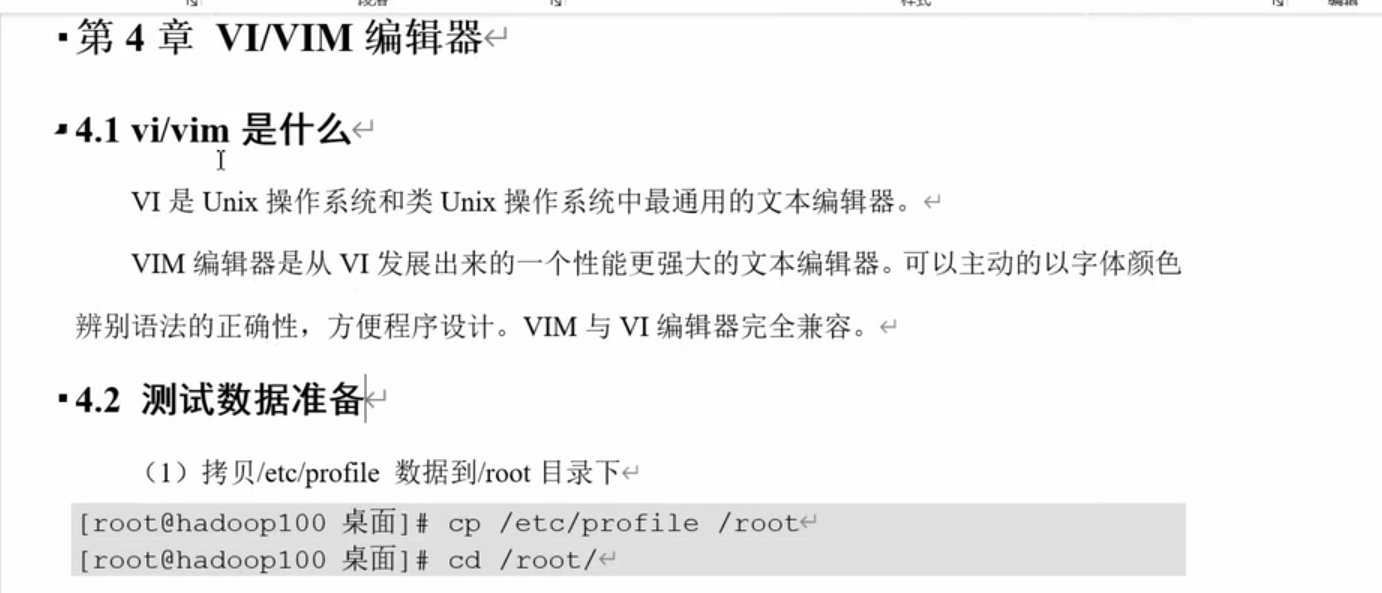 第 4 章 VI/VIM 编辑器
4.1 vi/vim 是什么
VI 是 Unix 操作系统和类 Unix 操作系统中最通用的文本编辑器。
VIM 编辑器是从 VI 发展出来的一个性能更强大的文本编辑器。可以主动的以字体颜色
辨别语法的正确性，方便程序设计。VIM 与 VI 编辑器完全兼容。
4.2 测试数据准备
（1）拷贝/etc/profile 数据到/root 目录下
[root@hadoop100 桌面]# cp /etc/profile /root
[root@hadoop100 桌面]# cd /root/